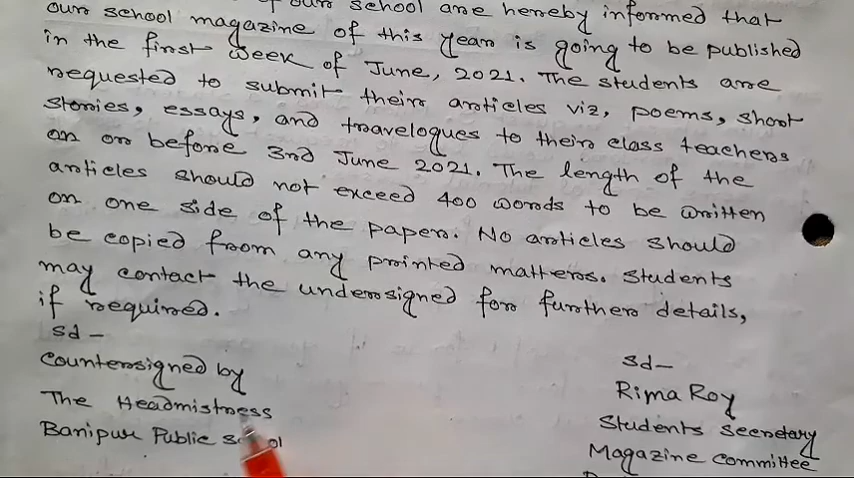 our school are hereby informed that
our school magazine of this year is going to be published
in the first week of June, 2021. The students are
requested to submit their articles viz, poems, short
stories, essays, and travelogues to their class teachers
on or before 3rd June 2021. The length of the
articles should not exceed 400 words to be written
on one side of the paper. No articles should
be copied from any printed matters. Students
may contact the undersigned for further details,
if required.
sd-
Countersigned by
The Headmistress
Banipur Public
sd-
Rima Roy
Students secretary
Magazine committee